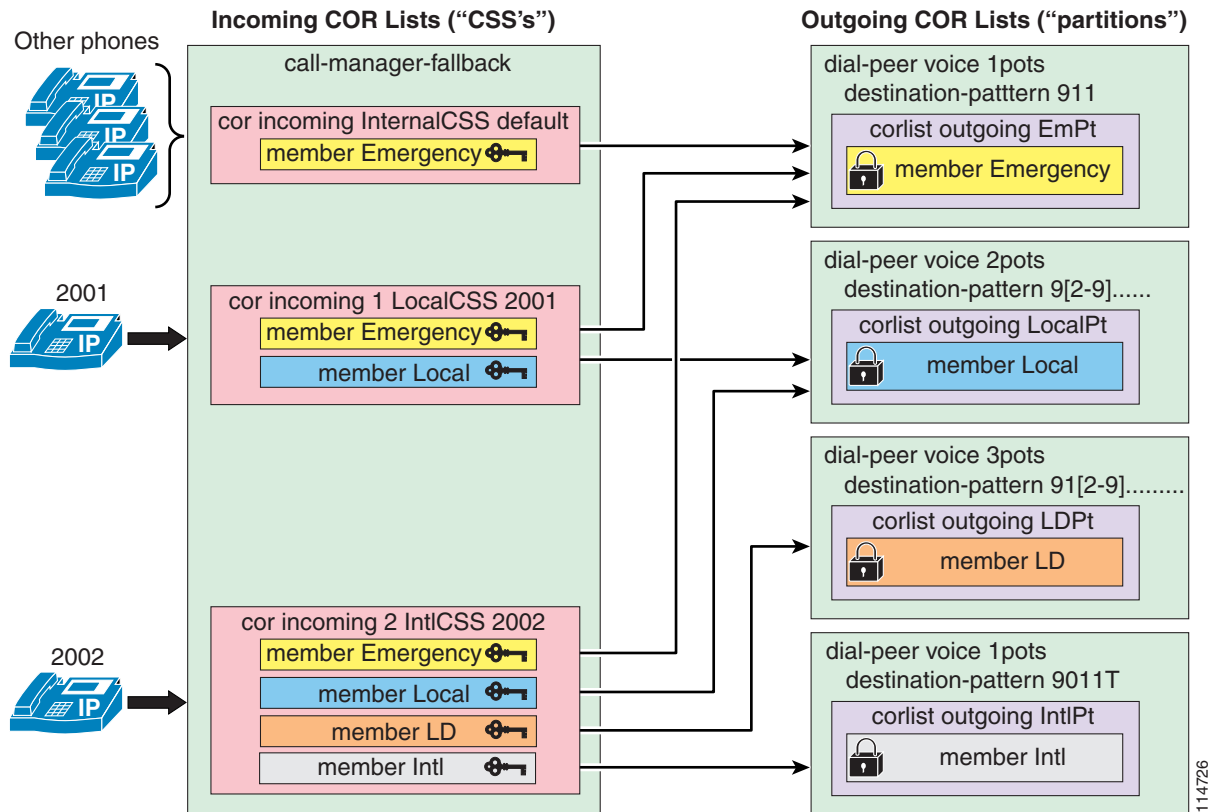 Incoming COR Lists (“CSS's”)
Outgoing COR Lists (“partitions”)
Other phones
IP
IP
IP
call-manager-fallback
cor incoming InternalCSS default
member Emergency
2001
IP
cor incoming 1 LocalCSS 2001
member Emergency
member Local
2002
IP
cor incoming 2 IntlCSS 2002
member Emergency
member Local
member LD
member Intl
dial-peer voice 1pots
destination-patttern 911
corlist outgoing EmPt
member Emergency
dial-peer voice 2pots
destination-pattern 9[2-9]......
corlist outgoing LocalPt
member Local
dial-peer voice 3pots
destination-pattern 91[2-9].........
corlist outgoing LDPt
member LD
dial-peer voice 1pots
destination-pattern 9011T
corlist outgoing IntlPt
member Intl
114726